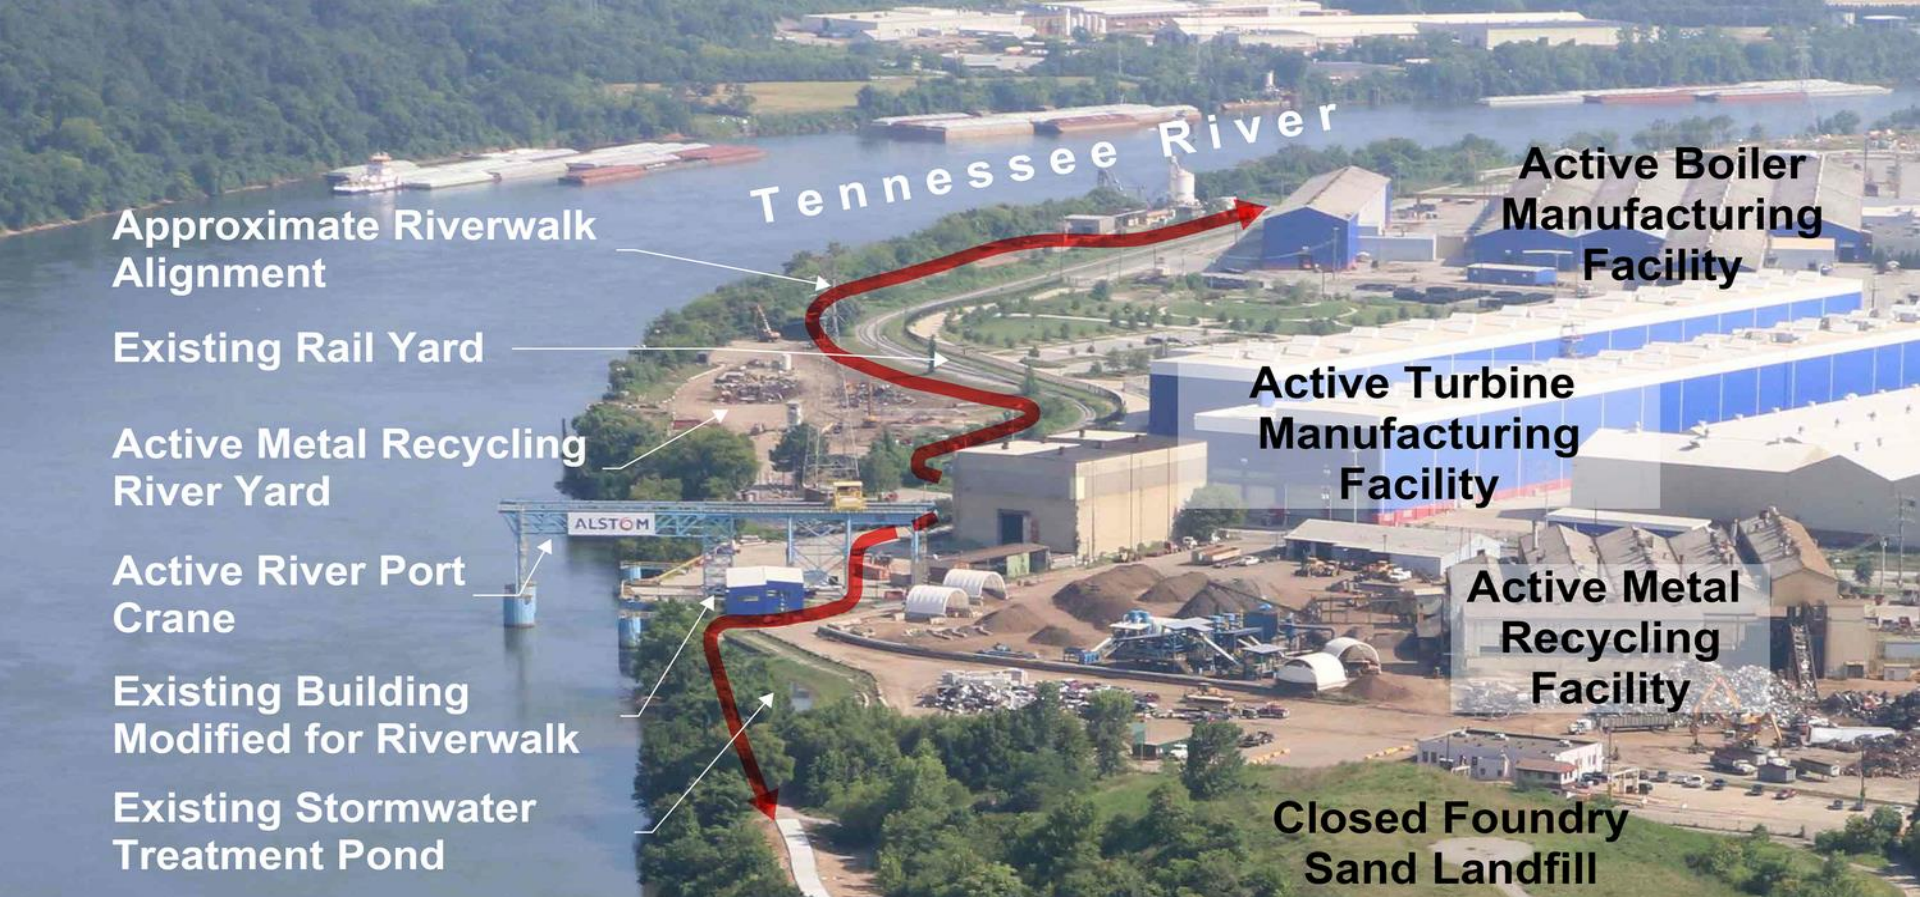 Tennessee River
Approximate Riverwalk
Alignment
Existing Rail Yard
Active Metal Recycling
River Yard
Active River Port
Crane
Existing Building
Modified for Riverwalk
Existing Stormwater
Treatment Pond
ALSTOM
Active Boiler
Manufacturing
Facility
Active Turbine
Manufacturing
Facility
Active Metal
Recycling
Facility
Closed Foundry
Sand Landfill